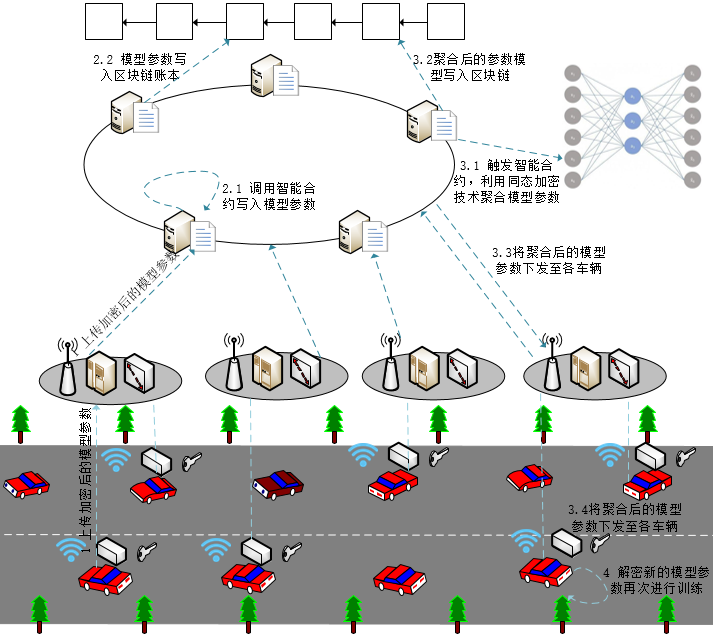 2.2 模型参数写
入区块链账本
3.2聚合后的参数模
型写入区块链
3.1 触发智能合
约，利用同态加密
技术聚合模型参数
2.1 调用智能合
约写入模型参数
3.3将聚合后的模型
参数下发至各车辆
1 上传加密后的模型参数
1 上传加密后的模型参数
3.4将聚合后的模型
参数下发至各车辆
4 解密新的模型参
数再次进行训练